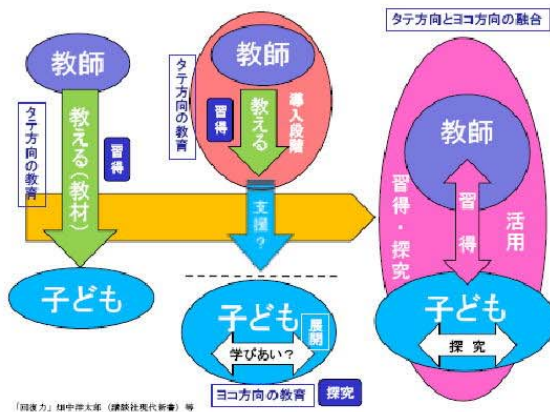 教師
タテ方向の教育
教える(教材)
習得
子ども
教師
タテ方向の教育
習得
教える
導入段階
支援?
子ども
展開
学びあい?
ヨコ方向の教育
探究
タテ方向とヨコ方向の融合
教師
習得・探究
習得
活用
子ども
探究
「回復力」畑中洋太郎(講談社現代新書)等